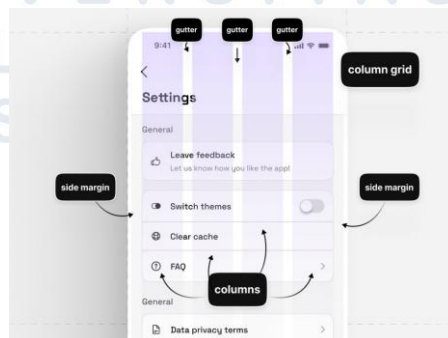 gutter
gutter
gutter
9:41
column grid
Settings
General
Leave feedback
Let us know how you like the app!
side margin
side margin
Switch themes
Clear cache
FAQ
columns
General
Data privacy terms